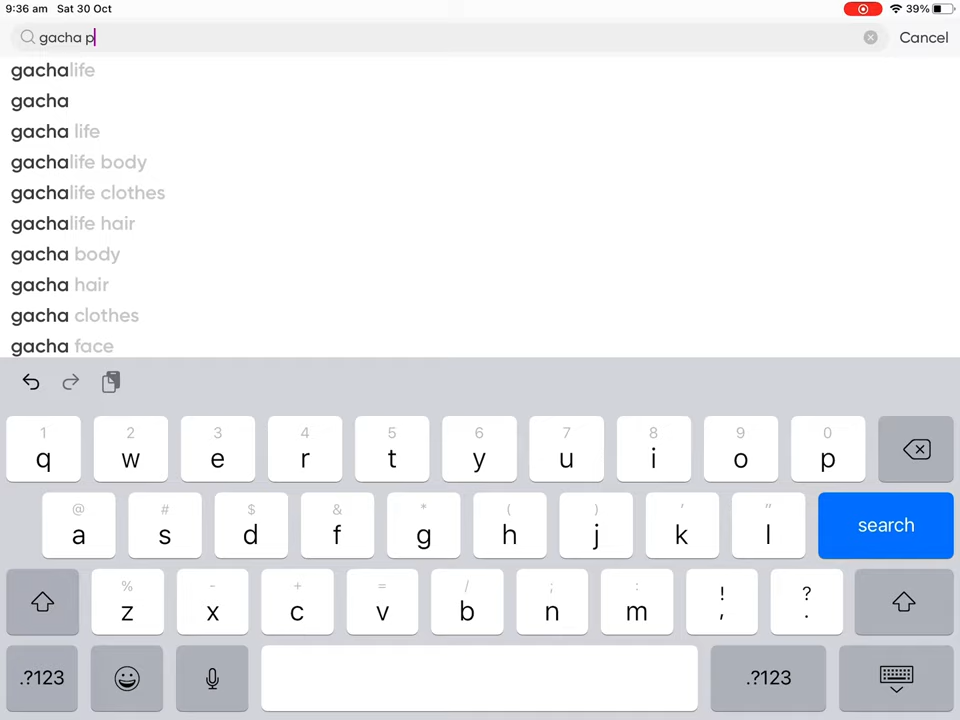 9:36 am Sat 30 Oct 39%
gacha p Cancel
gachalife
gacha
gacha life
gachalife body
gachalife clothes
gachalife hair
gacha body
gacha hair
gacha clothes
gacha face
1 2 3 4 5 6 7 8 9 0
q w e r t y u i o p
@ # $ & * ( ) ' "
a s d f g h j k l search
% - + = / ; : ! ?
z x c v b n m , .
.?123 .?123